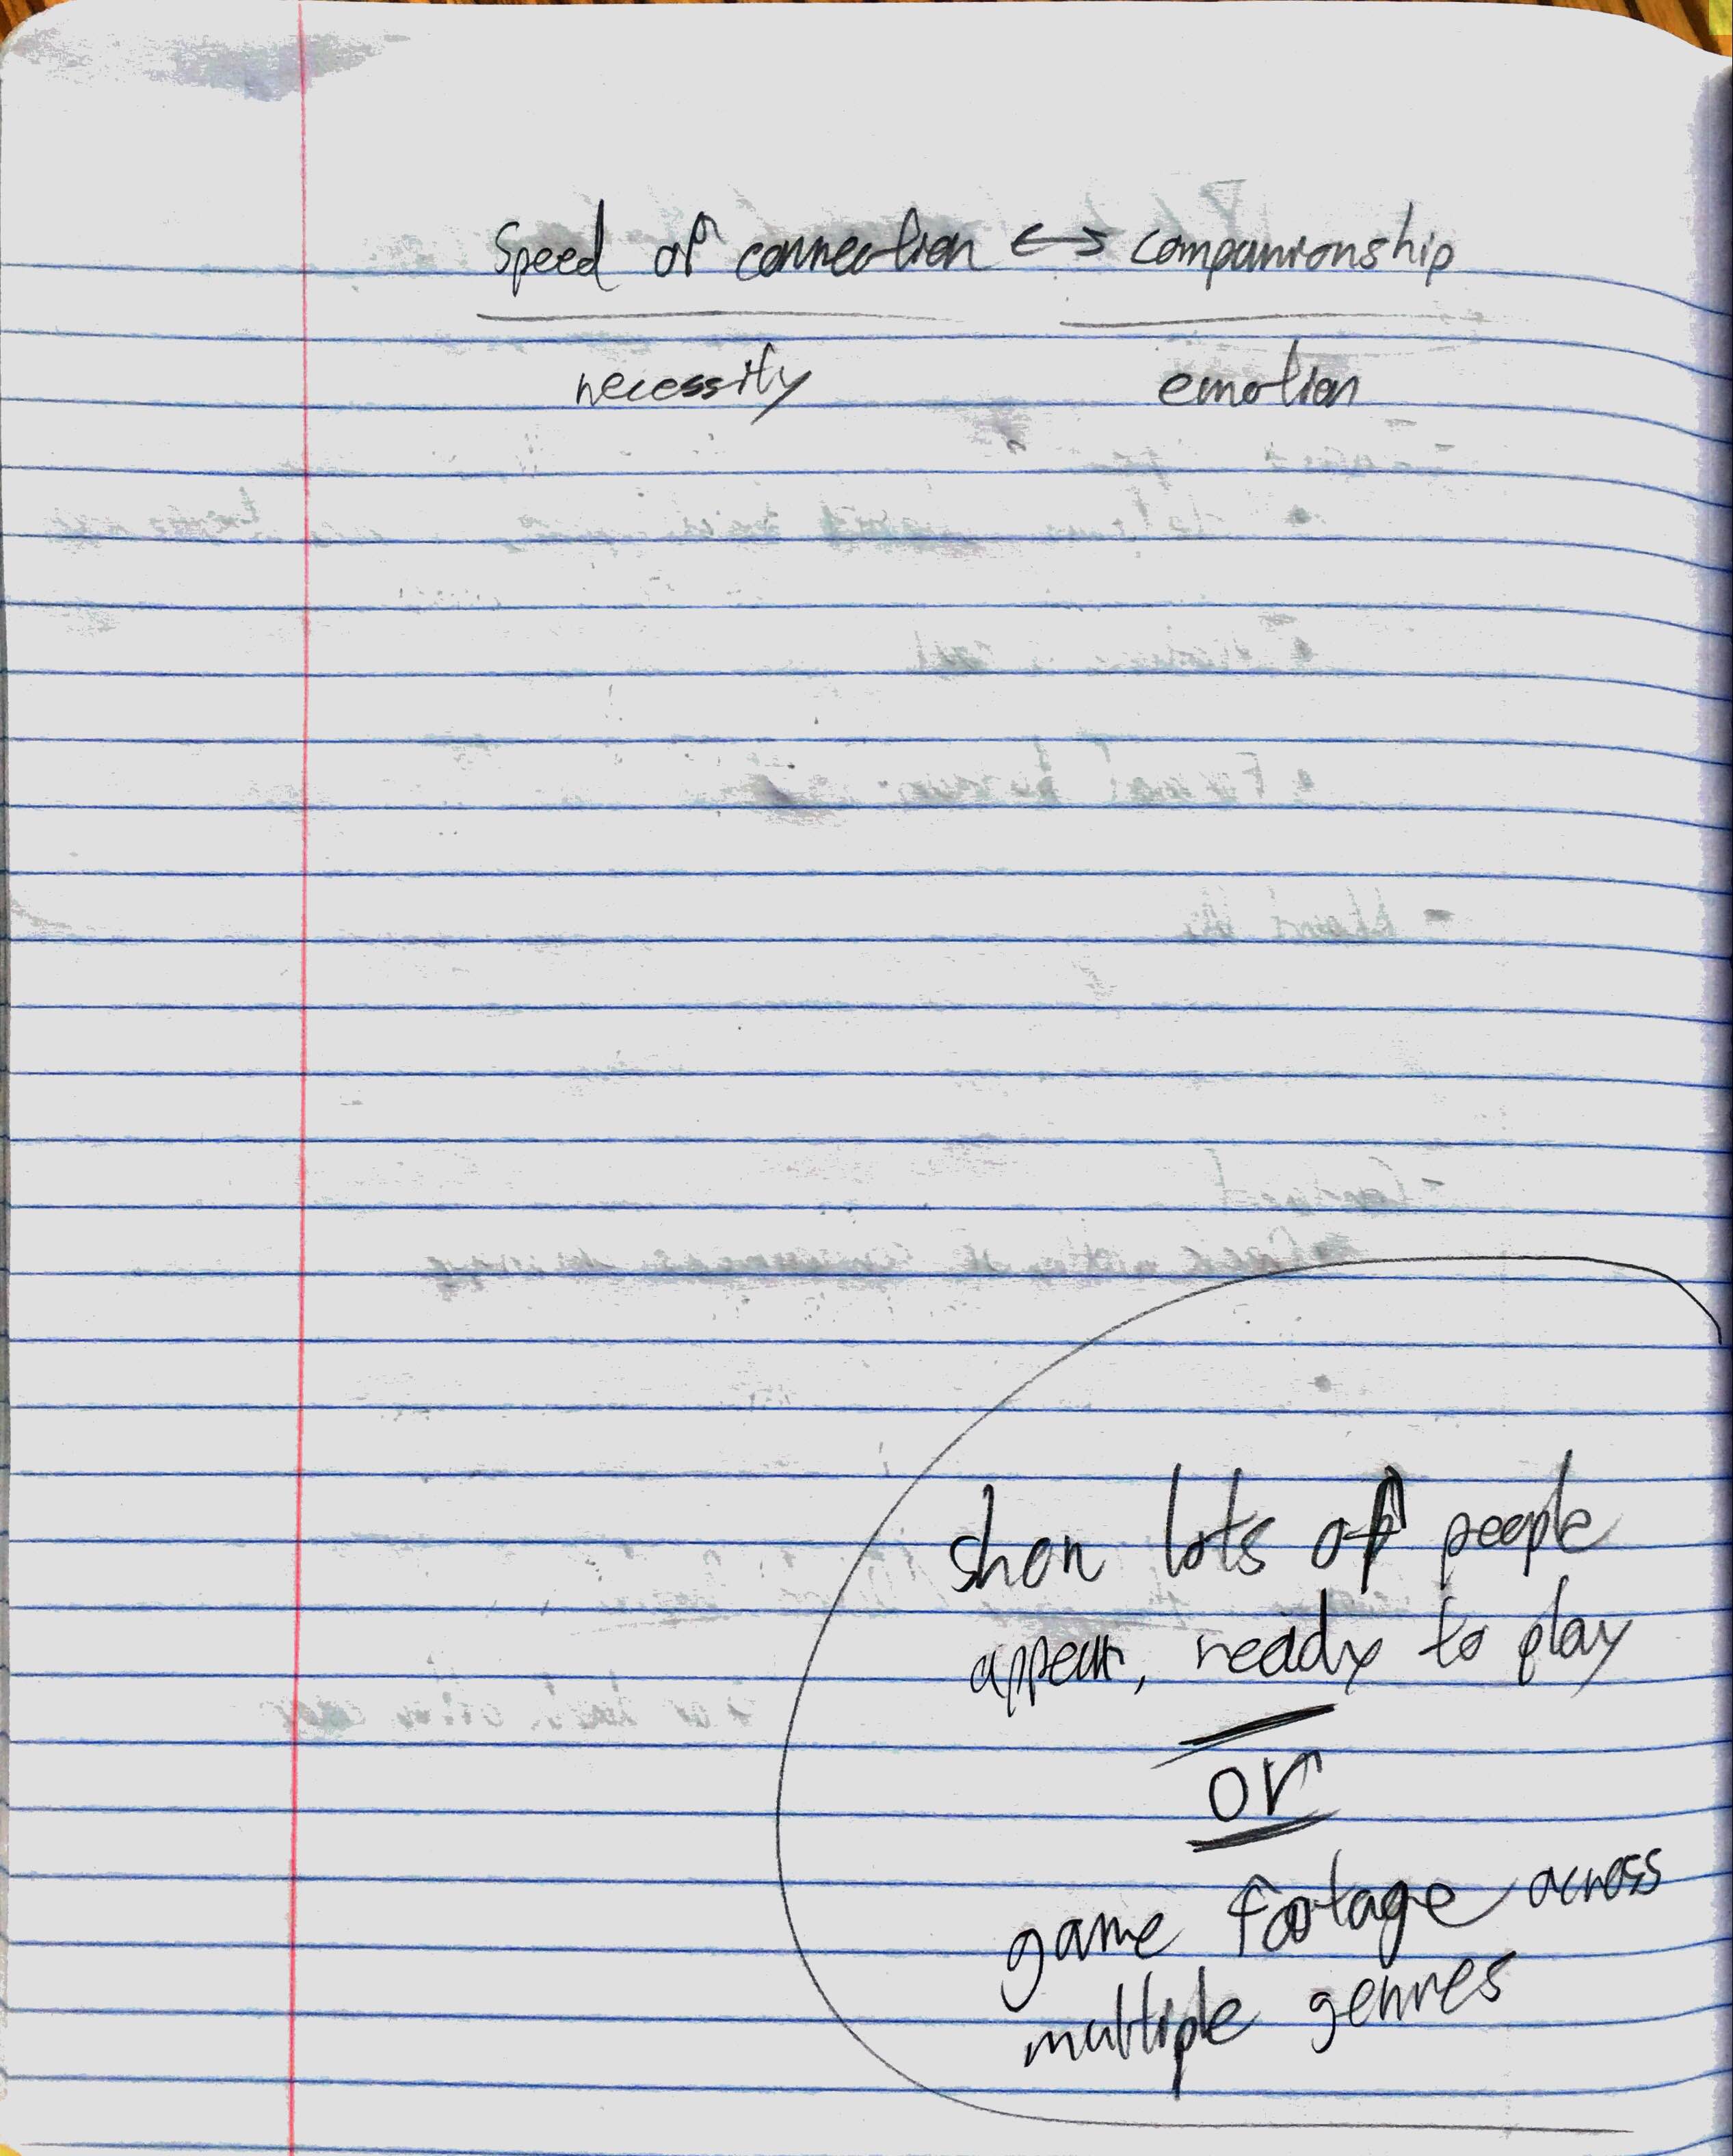 Speed of connection ↔ companionship
necessity emotion
show lots of people
appear, ready to play
or
game footage across
multiple genres